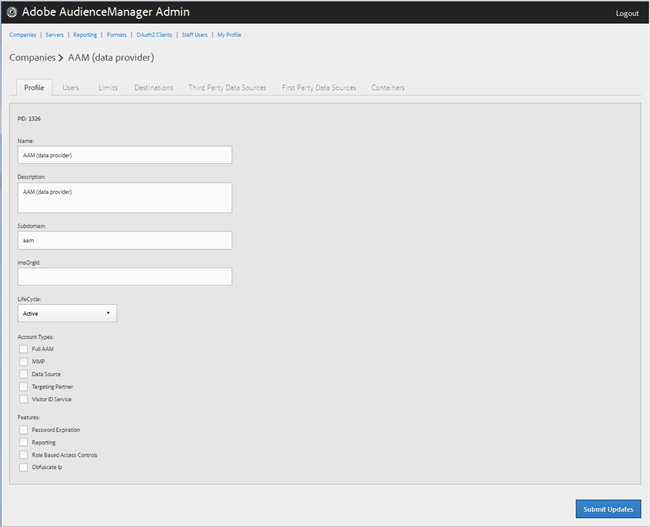 Adobe AudienceManager Admin
Logout
Companies | Servers | Reporting | Formats | OAuth2 Clients | Staff Users | My Profile
Companies > AAM (data provider)
Profile Users Limits Destinations Third Party Data Sources First Party Data Sources Containers
PID: 1326
Name:
AAM (data provider)
Description:
AAM (data provider)
Subdomain:
aam
imsOrgId:
LifeCycle:
Active
Account Types:
Full AAM
MMP
Data Source
Targeting Partner
Visitor ID Service
Features:
Password Expiration
Reporting
Role Based Access Controls
Obfuscate Ip
Submit Updates